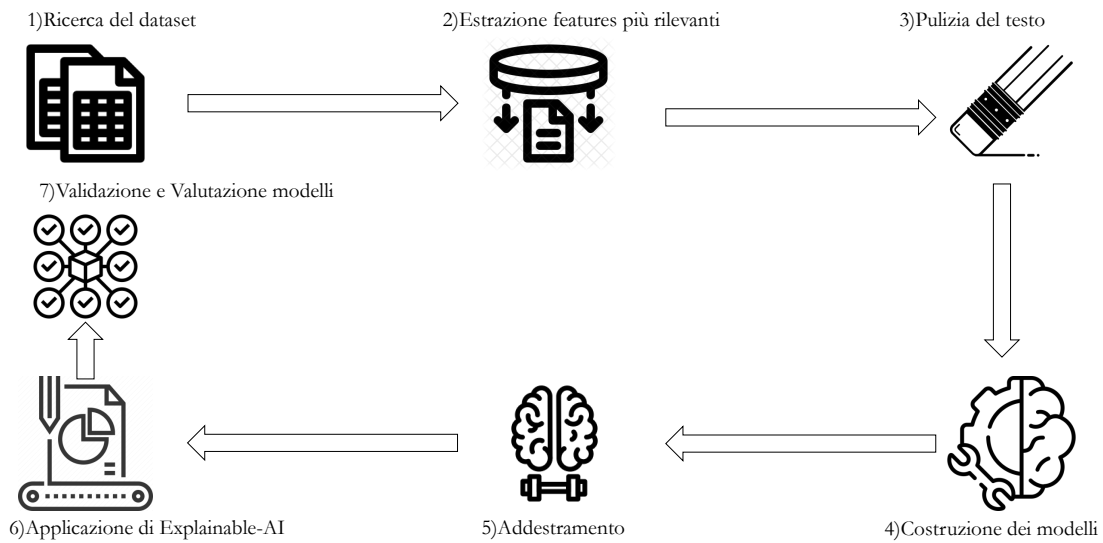 1)Ricerca del dataset
2)Estrazione features più rilevanti
3)Pulizia del testo
7)Validazione e Valutazione modelli
6)Applicazione di Explainable-AI
5)Addestramento
4)Costruzione dei modelli